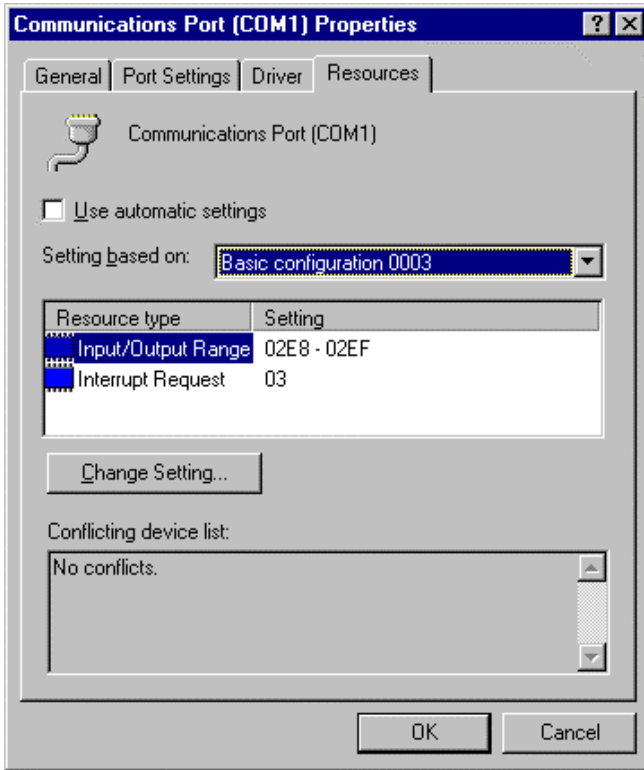 Communications Port (COM1) Properties
General Port Settings Driver Resources
Communications Port (COM1)
Use automatic settings
Setting based on: Basic configuration 0003
Resource type Setting
Input/Output Range 02E8 - 02EF
Interrupt Request 03
Change Setting...
Conflicting device list:
No conflicts.
OK Cancel